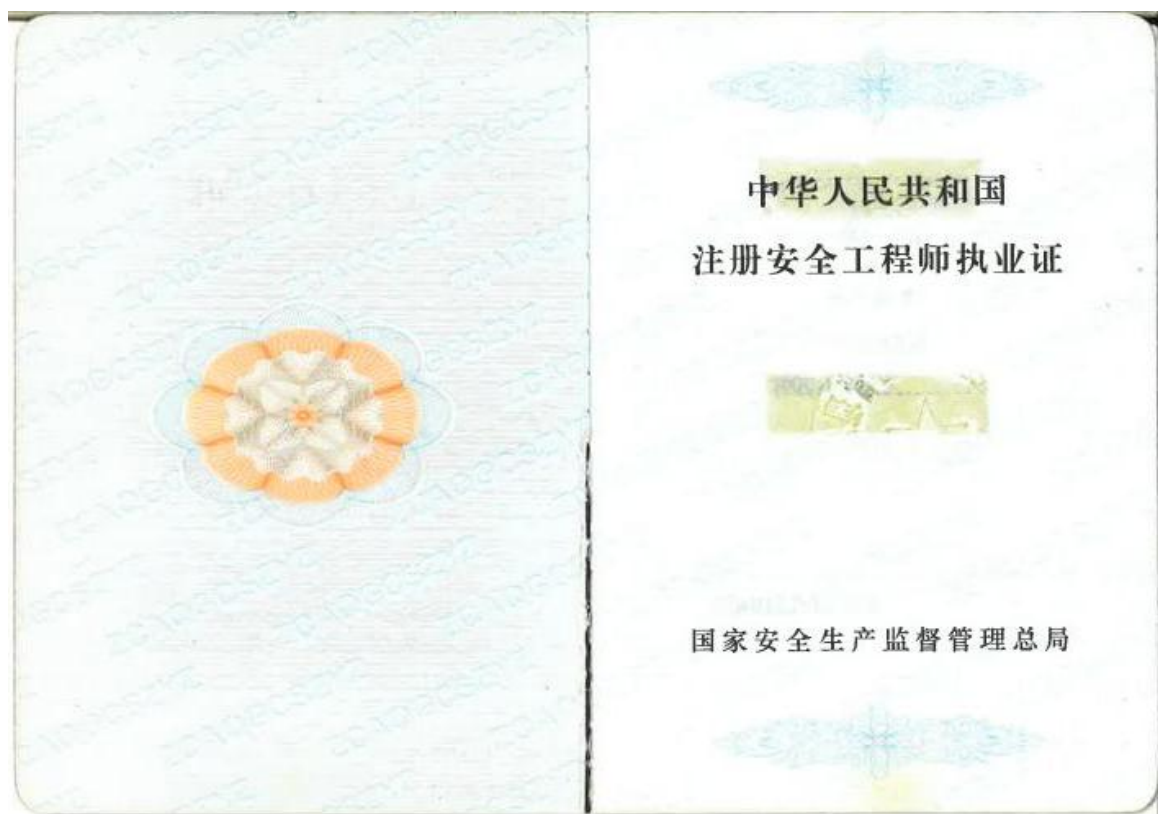 中华人民共和国
注册安全工程师执业证
国家安全生产监督管理总局